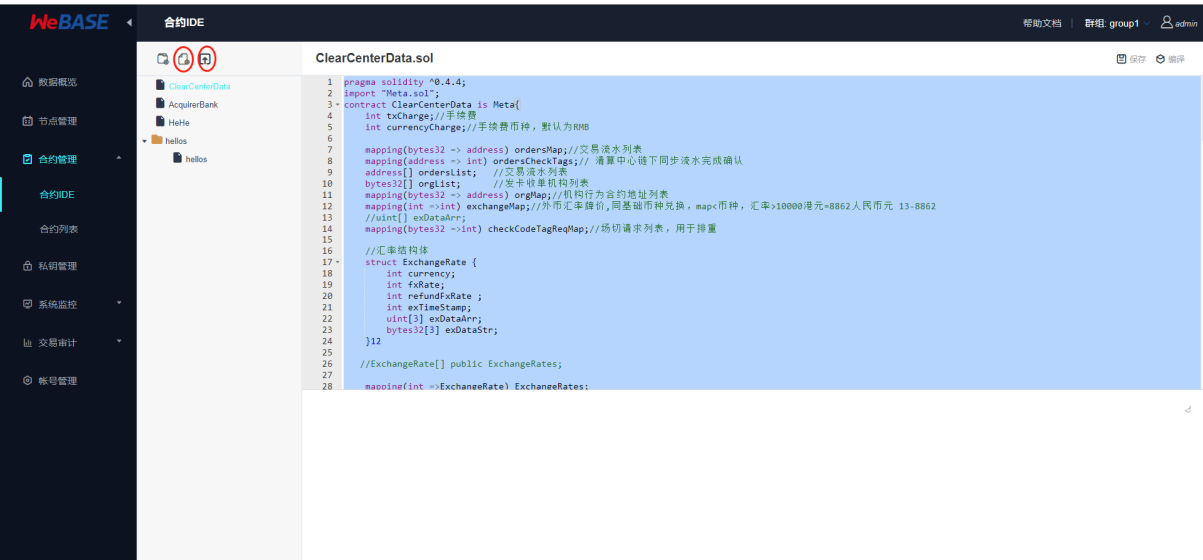 WeBASE
合约IDE
帮助文档
群组: group1
admin
数据概览
节点管理
合约管理
合约IDE
合约列表
私钥管理
系统监控
交易审计
帐号管理
ClearCenterData
AcquirerBank
HeHe
hellos
hellos
ClearCenterData.sol
保存
编译
1 pragma solidity ^0.4.4;
2 import "Meta.sol";
3 contract ClearCenterData is Meta{
4 int txCharge;//手续费
5 int currencyCharge;//手续费币种，默认为RMB
6
7 mapping(bytes32 => address) ordersMap;//交易流水列表
8 mapping(address => int) ordersCheckTags;// 清算中心链下同步流水完成确认
9 address[] ordersList; //交易流水列表
10 bytes32[] orgList; //发卡收单机构列表
11 mapping(bytes32 => address) orgMap;//机构行为合约地址列表
12 mapping(int =>int) exchangeMap;//外币汇率牌价,同基础币种兑换，map<币种，汇率>10000港元=8862人民币元 13-8862
13 //uint[] exDataArr;
14 mapping(bytes32 =>int) checkCodeTagReqMap;//场切请求列表，用于排重
15
16 //汇率结构体
17 struct ExchangeRate {
18 int currency;
19 int fxRate;
20 int refundFxRate ;
21 int exTimeStamp;
22 uint[3] exDataArr;
23 bytes32[3] exDataStr;
24 }12
25
26 //ExchangeRate[] public ExchangeRates;
27
28 mapping(int =>ExchangeRate) ExchangeRates;